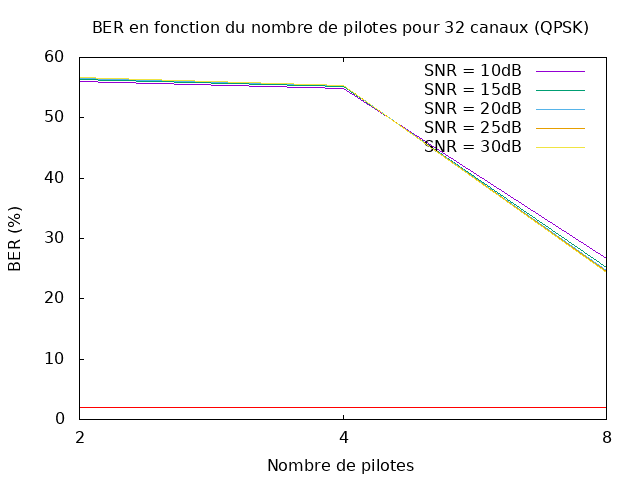 BER en fonction du nombre de pilotes pour 32 canaux (QPSK)
60
50
40
30
20
10
0
BER (%)
SNR = 10dB
SNR = 15dB
SNR = 20dB
SNR = 25dB
SNR = 30dB
2
4
8
Nombre de pilotes